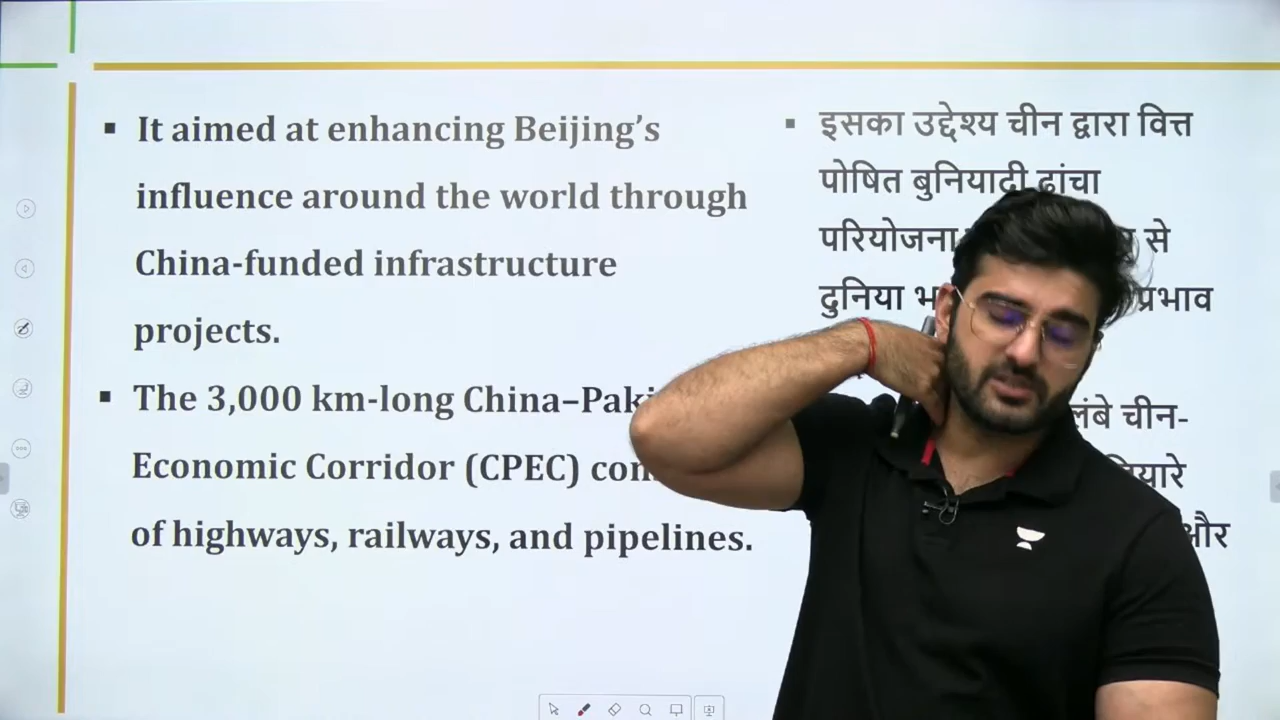 It aimed at enhancing Beijing's
influence around the world through
China-funded infrastructure
projects.
The 3,000 km-long China–Paki
Economic Corridor (CPEC) con
of highways, railways, and pipelines.
इसका उद्देश्य चीन द्वारा वित्त
पोषित बुनियादी ढांचा
परियोजना से
दुनिया प्रभाव
लंबे चीन-
और